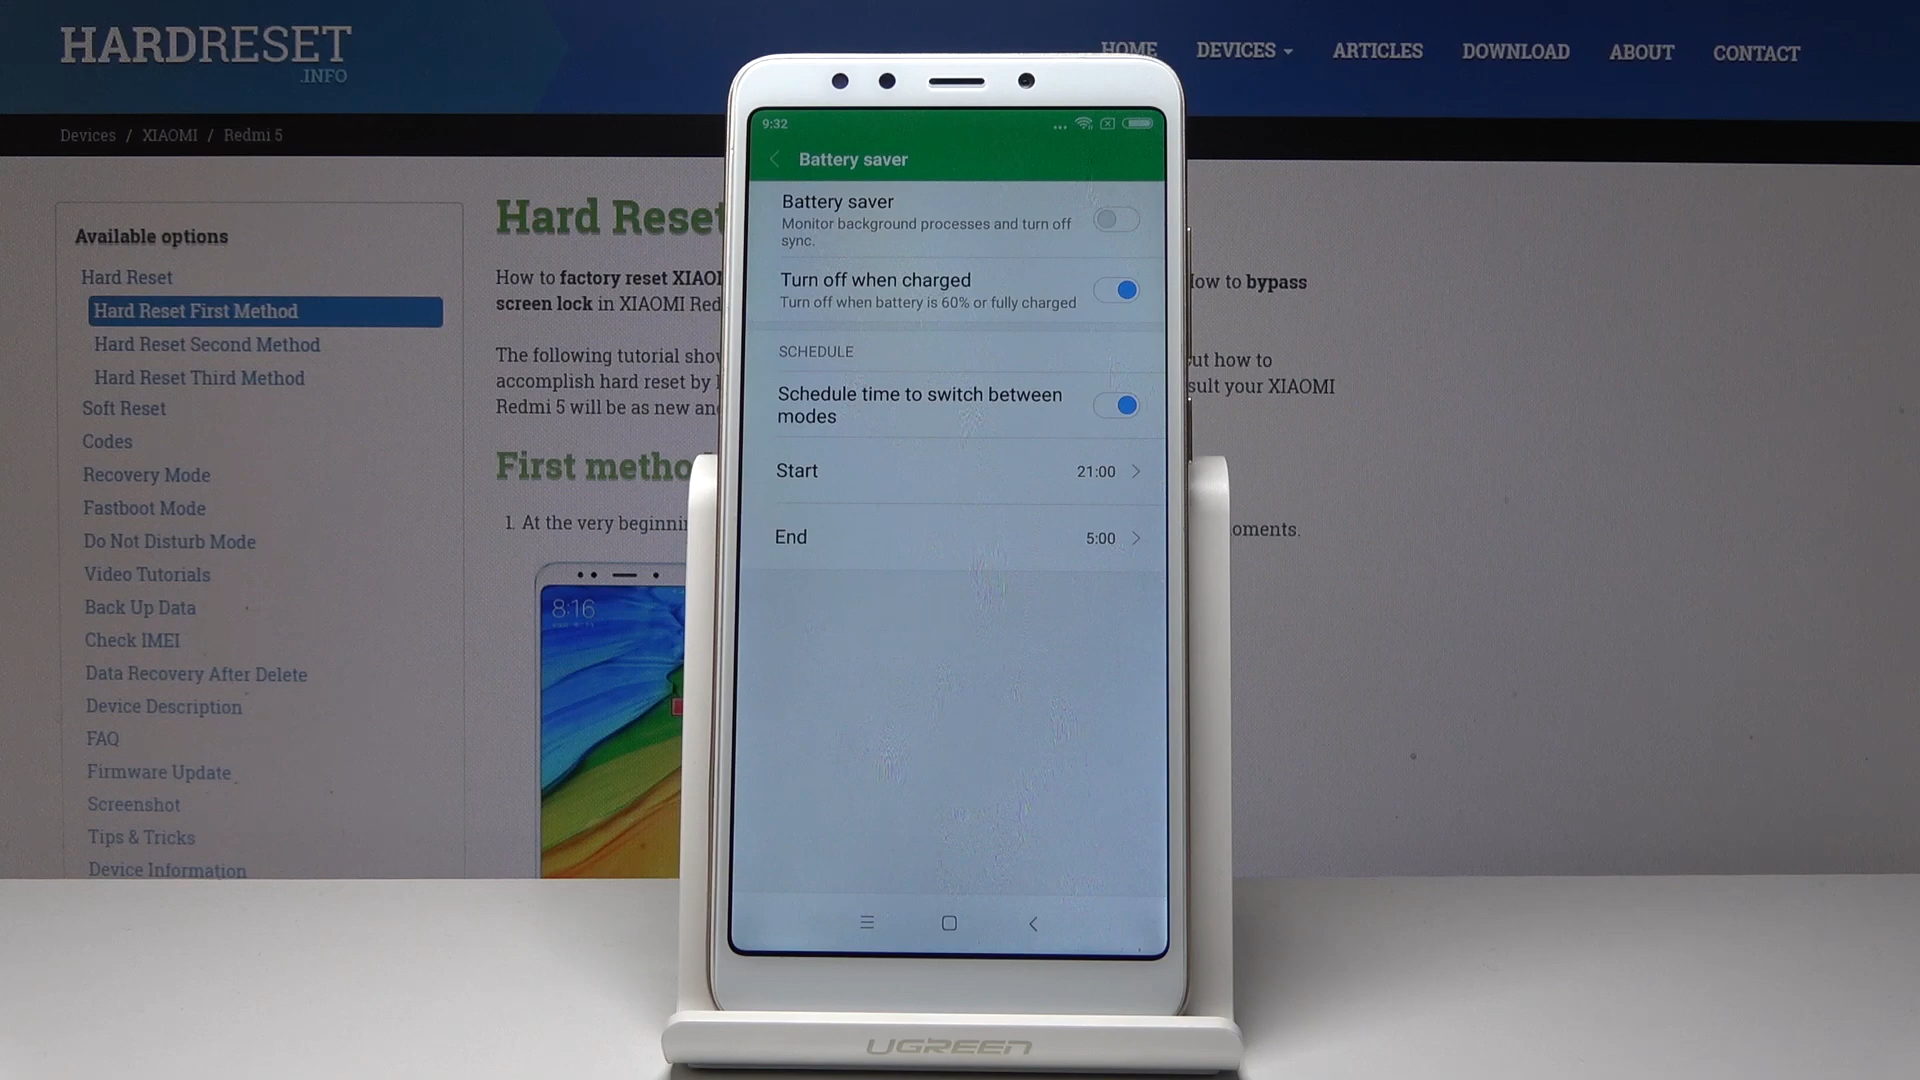 HARDRESET
.INFO
HOME DEVICES ARTICLES DOWNLOAD ABOUT CONTACT
Devices / XIAOMI / Redmi 5
Available options
Hard Reset
Hard Reset First Method
Hard Reset Second Method
Hard Reset Third Method
Soft Reset
Codes
Recovery Mode
Fastboot Mode
Do Not Disturb Mode
Video Tutorials
Back Up Data
Check IMEI
Data Recovery After Delete
Device Description
FAQ
Firmware Update
Screenshot
Tips & Tricks
Device Information
Hard Reset
How to factory reset XIAO
low to bypass
screen lock in XIAOMI Red
The following tutorial sho
ut how to
accomplish hard reset by
sult your XIAOMI
Redmi 5 will be as new an
First metho
1. At the very beginni
oments.
8:16
9:32
Battery saver
Battery saver
Monitor background processes and turn off
sync.
Turn off when charged
Turn off when battery is 60% or fully charged
SCHEDULE
Schedule time to switch between
modes
Start 21:00
End 5:00
UGREEN